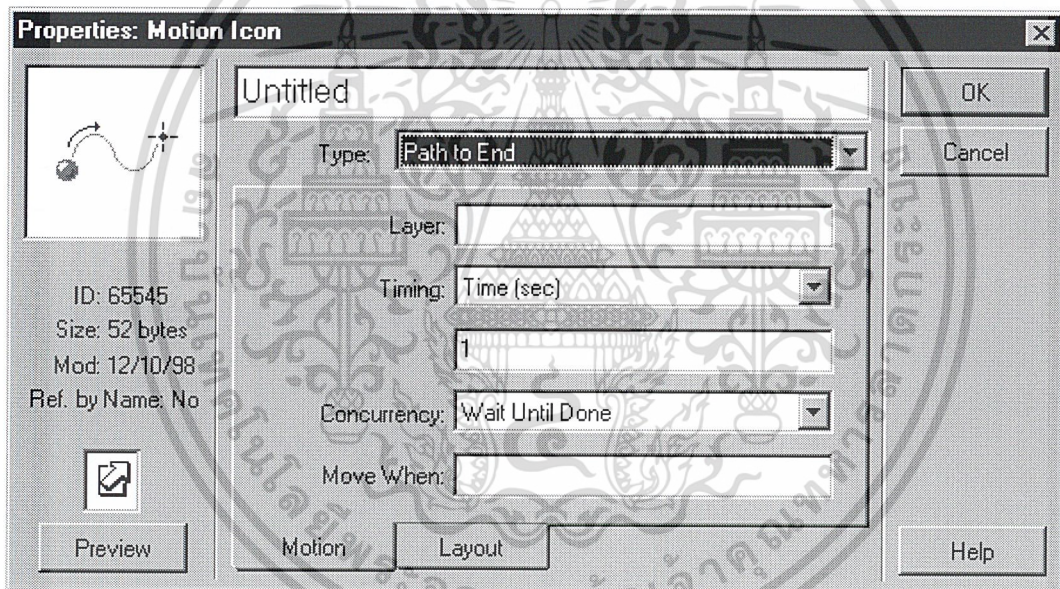 Properties: Motion Icon
Untitled
OK
Type: Path to End
Cancel
Layer:
Timing: Time (sec)
1
Concurrency: Wait Until Done
Move When:
ID: 65545
Size: 52 bytes
Mod: 12/10/98
Ref. by Name: No
Preview
Motion
Layout
Help